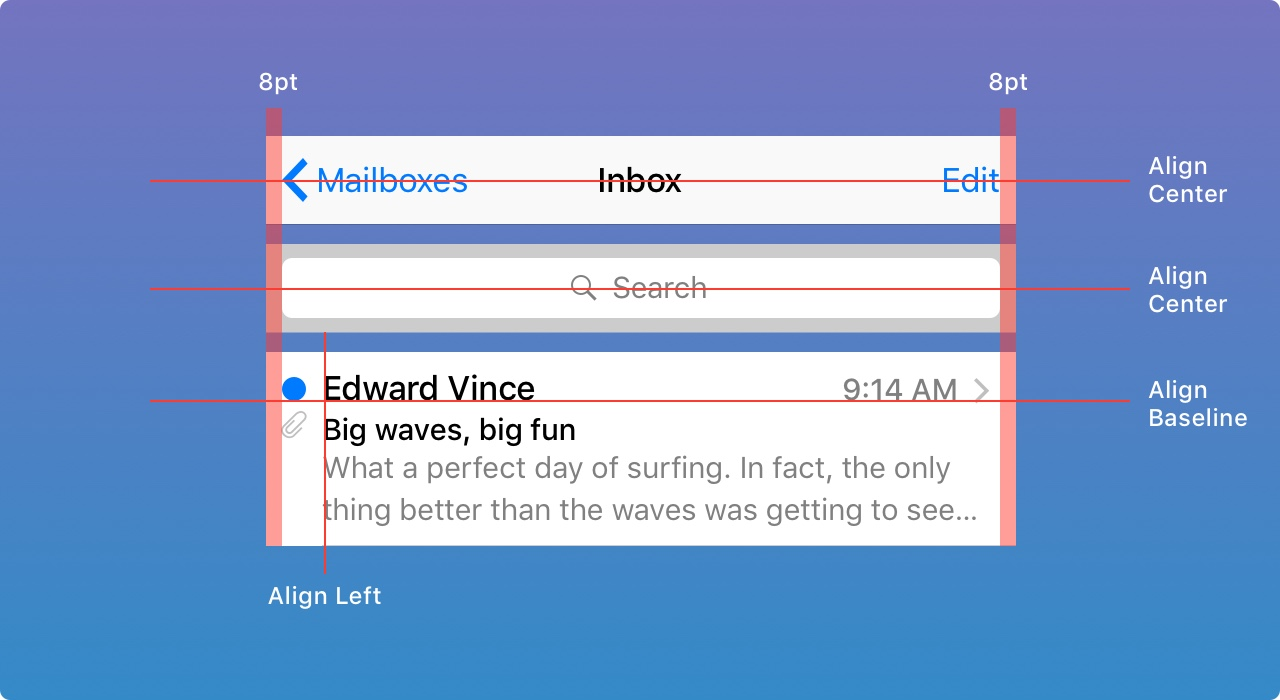 8pt 8pt
Mailboxes Inbox Edit
Align
Center
Search
Align
Center
Edward Vince 9:14 AM
Align
Baseline
Big waves, big fun
What a perfect day of surfing. In fact, the only
thing better than the waves was getting to see...
Align Left